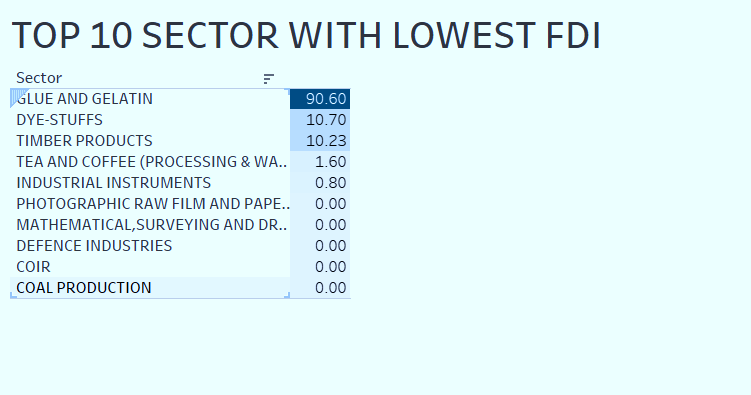 TOP 10 SECTOR WITH LOWEST FDI
Sector
GLUE AND GELATIN 90.60
DYE-STUFFS 10.70
TIMBER PRODUCTS 10.23
TEA AND COFFEE (PROCESSING & WA.. 1.60
INDUSTRIAL INSTRUMENTS 0.80
PHOTOGRAPHIC RAW FILM AND PAPE.. 0.00
MATHEMATICAL,SURVEYING AND DR.. 0.00
DEFENCE INDUSTRIES 0.00
COIR 0.00
COAL PRODUCTION 0.00